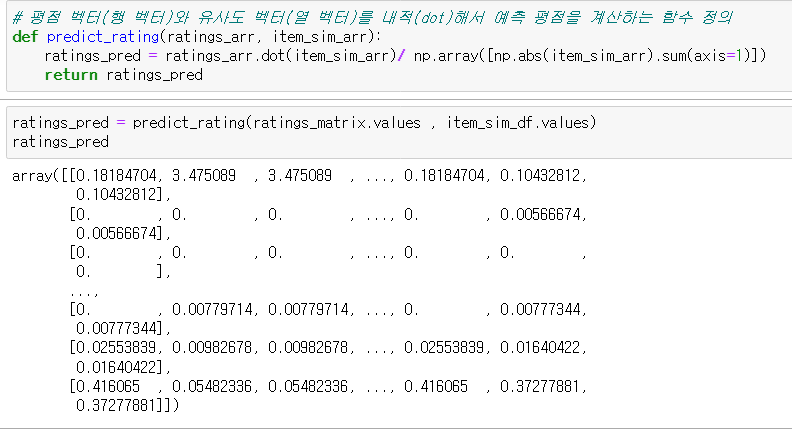 # 평점 벡터(행 벡터)와 유사도 벡터(열 벡터)를 내적(dot)해서 예측 평점을 계산하는 함수 정의
def predict_rating(ratings_arr, item_sim_arr):
    ratings_pred = ratings_arr.dot(item_sim_arr)/ np.array([np.abs(item_sim_arr).sum(axis=1)])
    return ratings_pred
ratings_pred = predict_rating(ratings_matrix.values , item_sim_df.values)
ratings_pred
array([[0.18184704, 3.475089  , 3.475089  , ..., 0.18184704, 0.10432812,
        0.10432812],
       [0.        , 0.        , 0.        , ..., 0.        , 0.00566674,
        0.00566674],
       [0.        , 0.        , 0.        , ..., 0.        , 0.        ,
        0.        ],
       ...,
       [0.        , 0.00779714, 0.00779714, ..., 0.        , 0.00777344,
        0.00777344],
       [0.02553839, 0.00982678, 0.00982678, ..., 0.02553839, 0.01640422,
        0.01640422],
       [0.416065  , 0.05482336, 0.05482336, ..., 0.416065  , 0.37277881,
        0.37277881]])